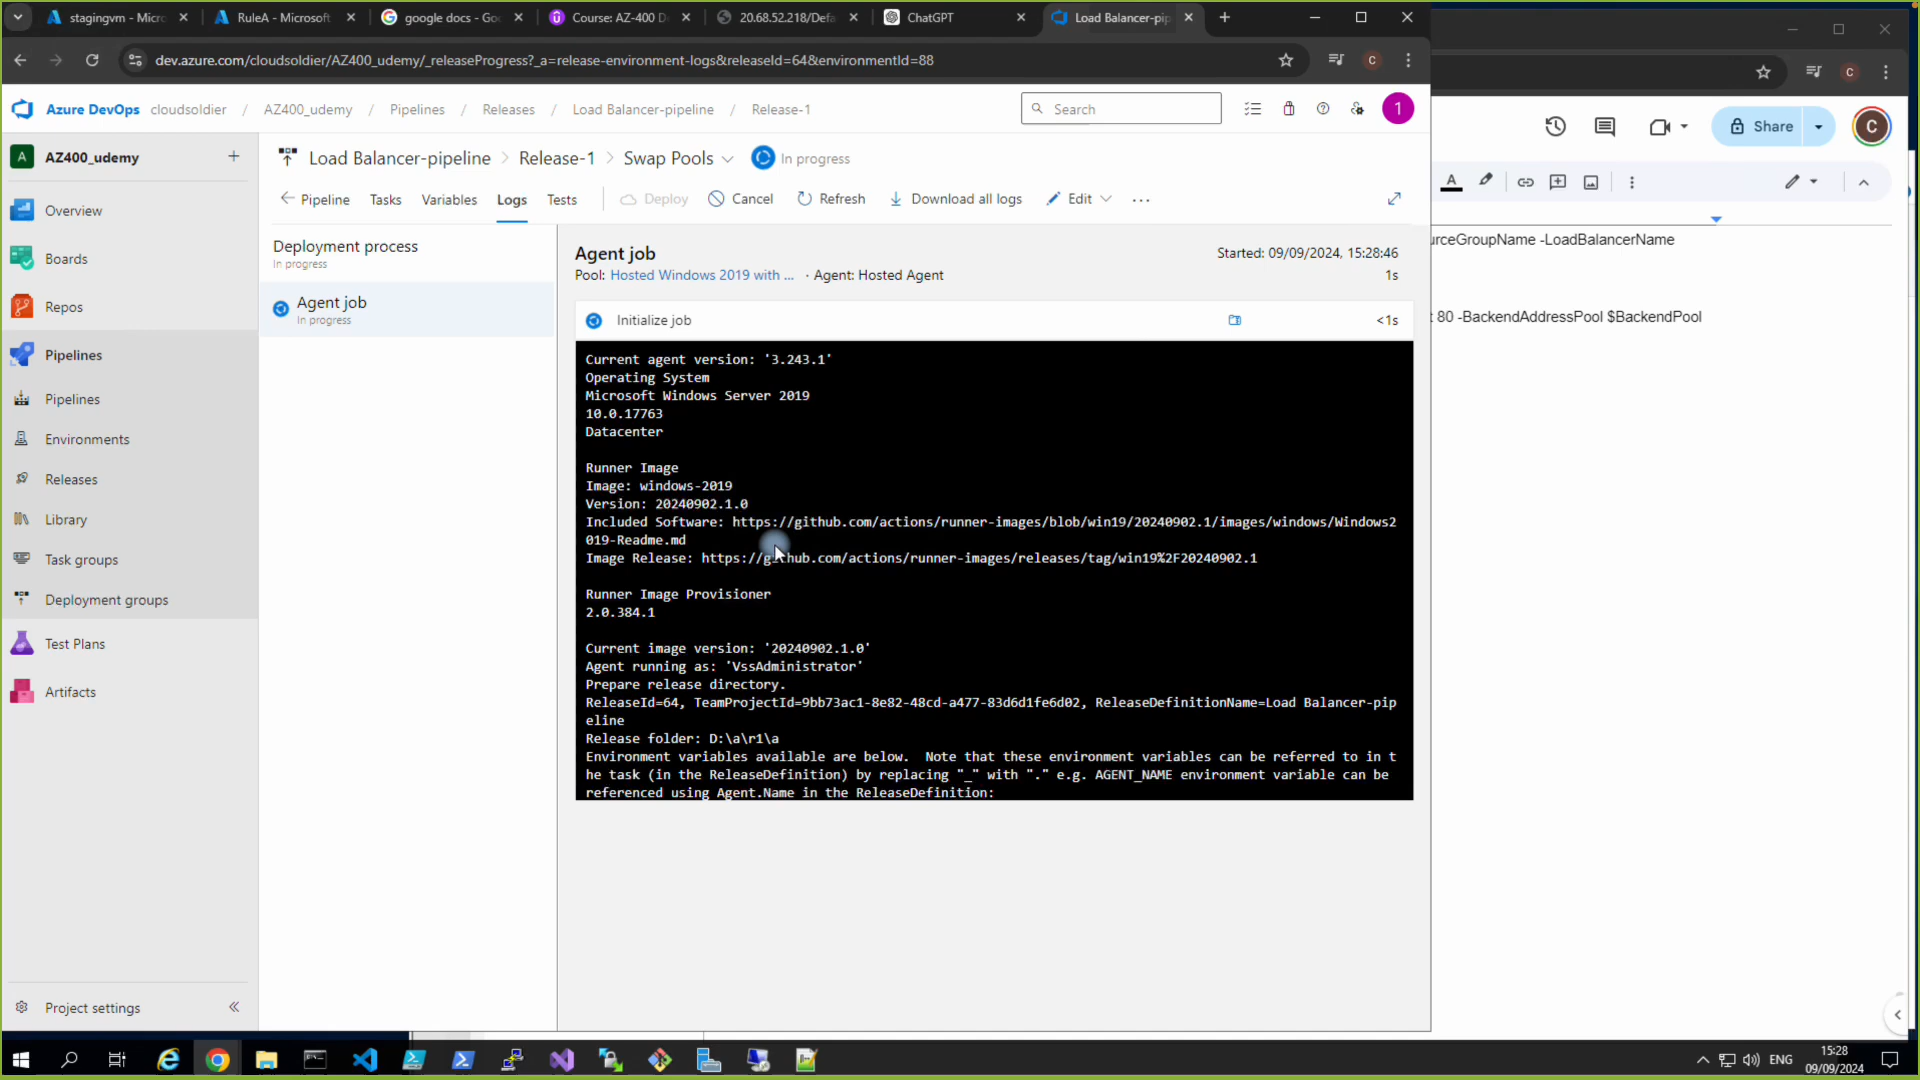 stagingvm - Micro
RuleA - Microsoft
google docs - Go
Course: AZ-400 D
20.68.52.218/Defa
ChatGPT
Load Balancer-pip
dev.azure.com/cloudsoldier/AZ400_udemy/_releaseProgress?_a=release-environment-logs&releaseId=64&environmentId=88
C
C
Azure DevOps
cloudsoldier / AZ400_udemy / Pipelines / Releases / Load Balancer-pipeline / Release-1
Search
1
Share
C
A
AZ400_udemy
Overview
Boards
Repos
Pipelines
Pipelines
Environments
Releases
Library
Task groups
Deployment groups
Test Plans
Artifacts
Project settings
Load Balancer-pipeline > Release-1 > Swap Pools
In progress
Pipeline
Tasks
Variables
Logs
Tests
Deploy
Cancel
Refresh
Download all logs
Edit
Deployment process
In progress
Agent job
In progress
Agent job
Started: 09/09/2024, 15:28:46
Pool: Hosted Windows 2019 with ... · Agent: Hosted Agent
1s
Initialize job
<1s
Current agent version: '3.243.1'
Operating System
Microsoft Windows Server 2019
10.0.17763
Datacenter
Runner Image
Image: windows-2019
Version: 20240902.1.0
Included Software: https://github.com/actions/runner-images/blob/win19/20240902.1/images/windows/Windows2
019-Readme.md
Image Release: https://github.com/actions/runner-images/releases/tag/win19%2F20240902.1
Runner Image Provisioner
2.0.384.1
Current image version: '20240902.1.0'
Agent running as: 'VssAdministrator'
Prepare release directory.
ReleaseId=64, TeamProjectId=9bb73ac1-8e82-48cd-a477-83d6d1fe6d02, ReleaseDefinitionName=Load Balancer-pip
eline
Release folder: D:\a\r1\a
Environment variables available are below.  Note that these environment variables can be referred to in t
he task (in the ReleaseDefinition) by replacing "_" with "." e.g. AGENT_NAME environment variable can be
referenced using Agent.Name in the ReleaseDefinition:
A
urceGroupName -LoadBalancerName
t 80 -BackendAddressPool $BackendPool
ENG
15:28
09/09/2024